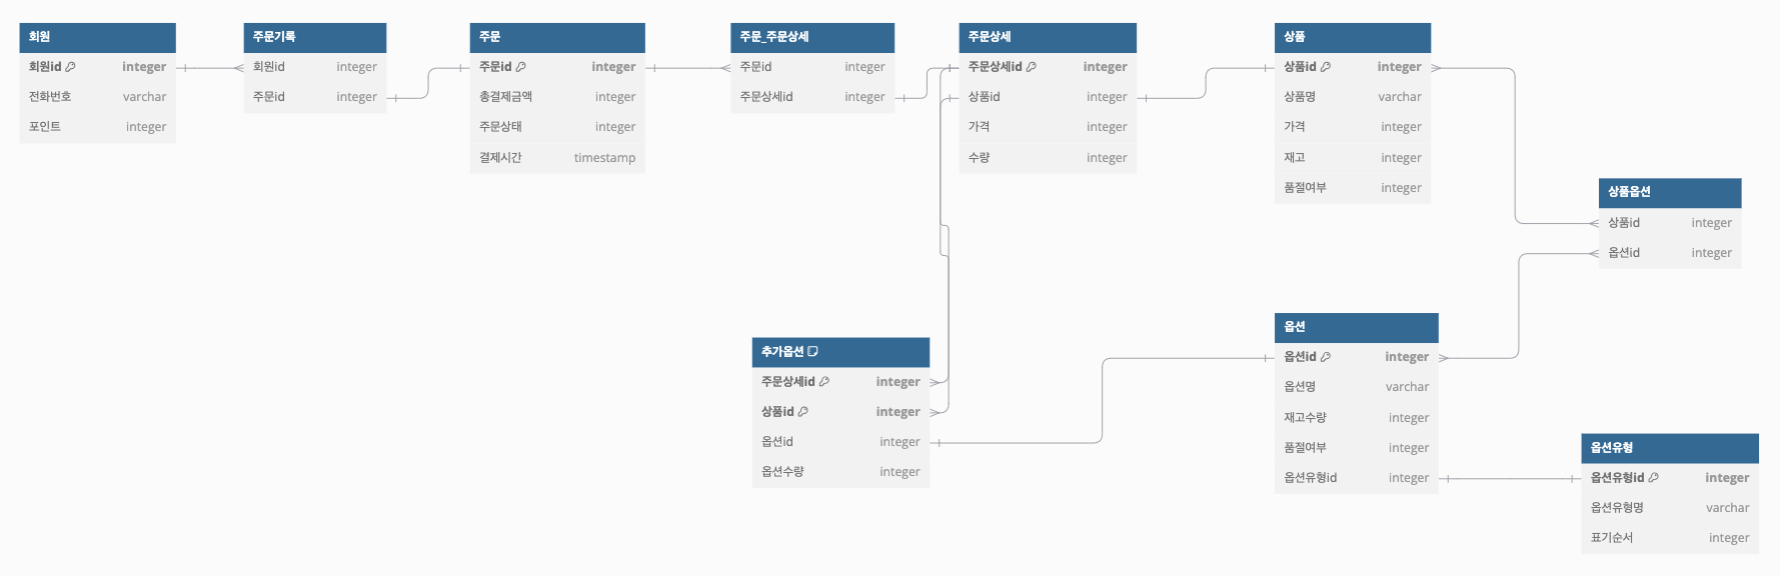 회원
회원id integer
전화번호 varchar
포인트 integer
주문기록
회원id integer
주문id integer
주문
주문id integer
총결제금액 integer
주문상태 integer
결제시간 timestamp
주문_주문상세
주문id integer
주문상세id integer
주문상세
주문상세id integer
상품id integer
가격 integer
수량 integer
상품
상품id integer
상품명 varchar
가격 integer
재고 integer
품절여부 integer
상품옵션
상품id integer
옵션id integer
추가옵션
주문상세id integer
상품id integer
옵션id integer
옵션수량 integer
옵션
옵션id integer
옵션명 varchar
재고수량 integer
품절여부 integer
옵션유형id integer
옵션유형
옵션유형id integer
옵션유형명 varchar
표기순서 integer